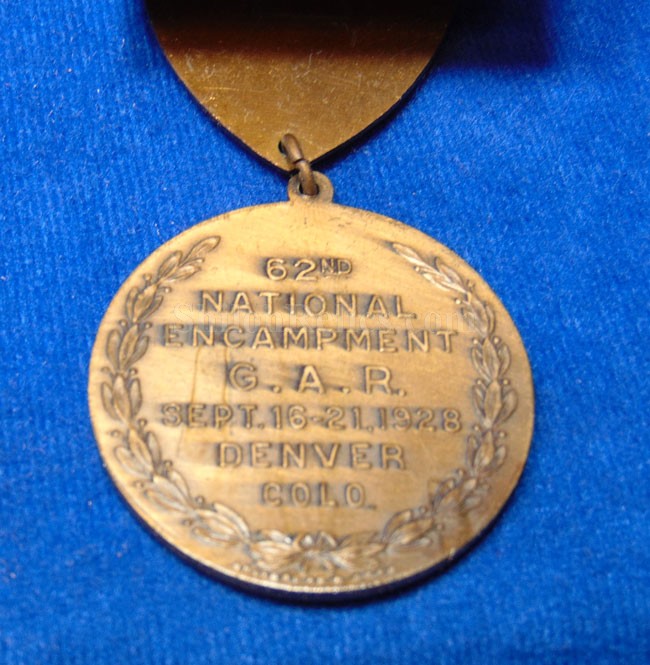 62ND
NATIONAL
ENCAMPMENT
G.A.R.
SEPT.16-21,1928
DENVER
COLO.